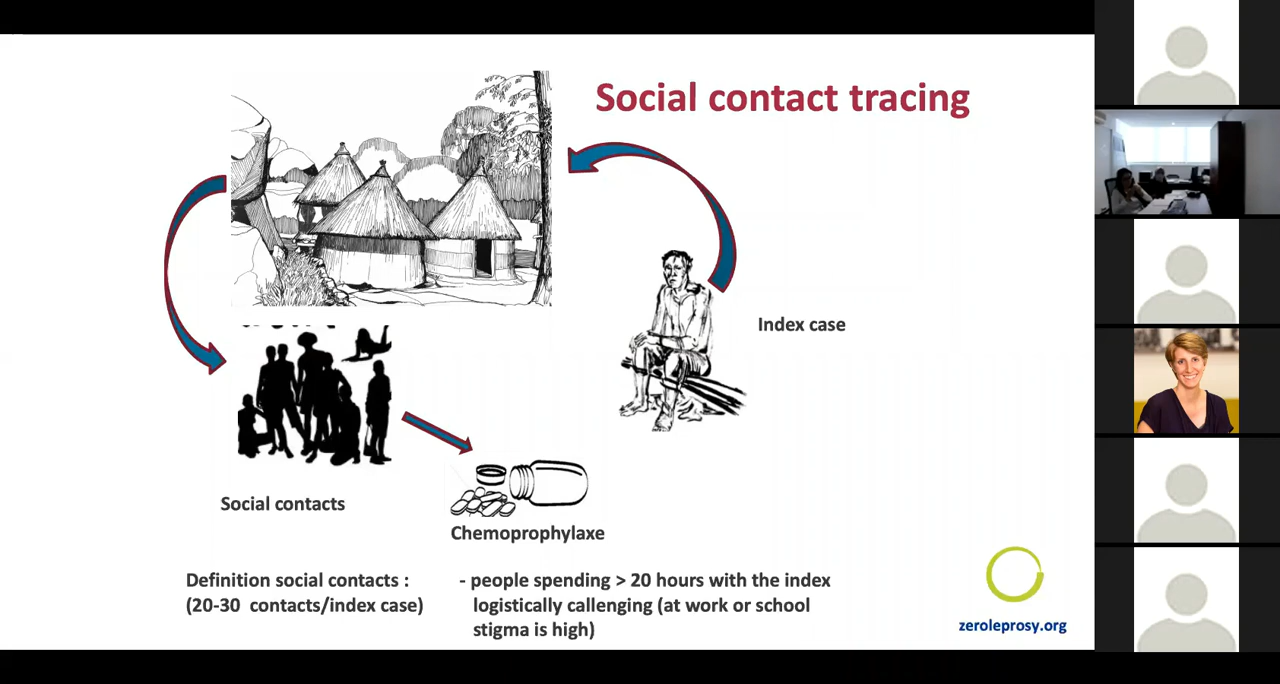 Social contact tracing
Index case
Social contacts
Chemoprophylaxe
Definition social contacts :
(20-30 contacts/index case)
- people spending > 20 hours with the index
logistically callenging (at work or school
stigma is high)
zeroleprosy.org